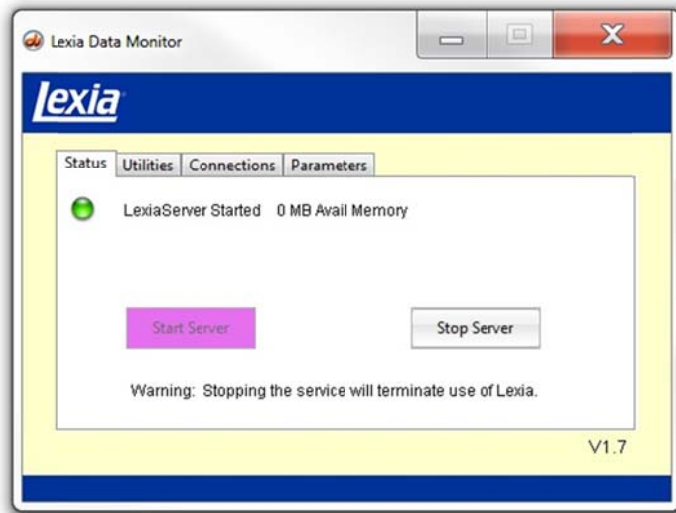 Lexia Data Monitor
Lexia
Status Utilities Connections Parameters
LexiaServer Started 0 MB Avail Memory
Start Server Stop Server
Warning: Stopping the service will terminate use of Lexia.
V1.7